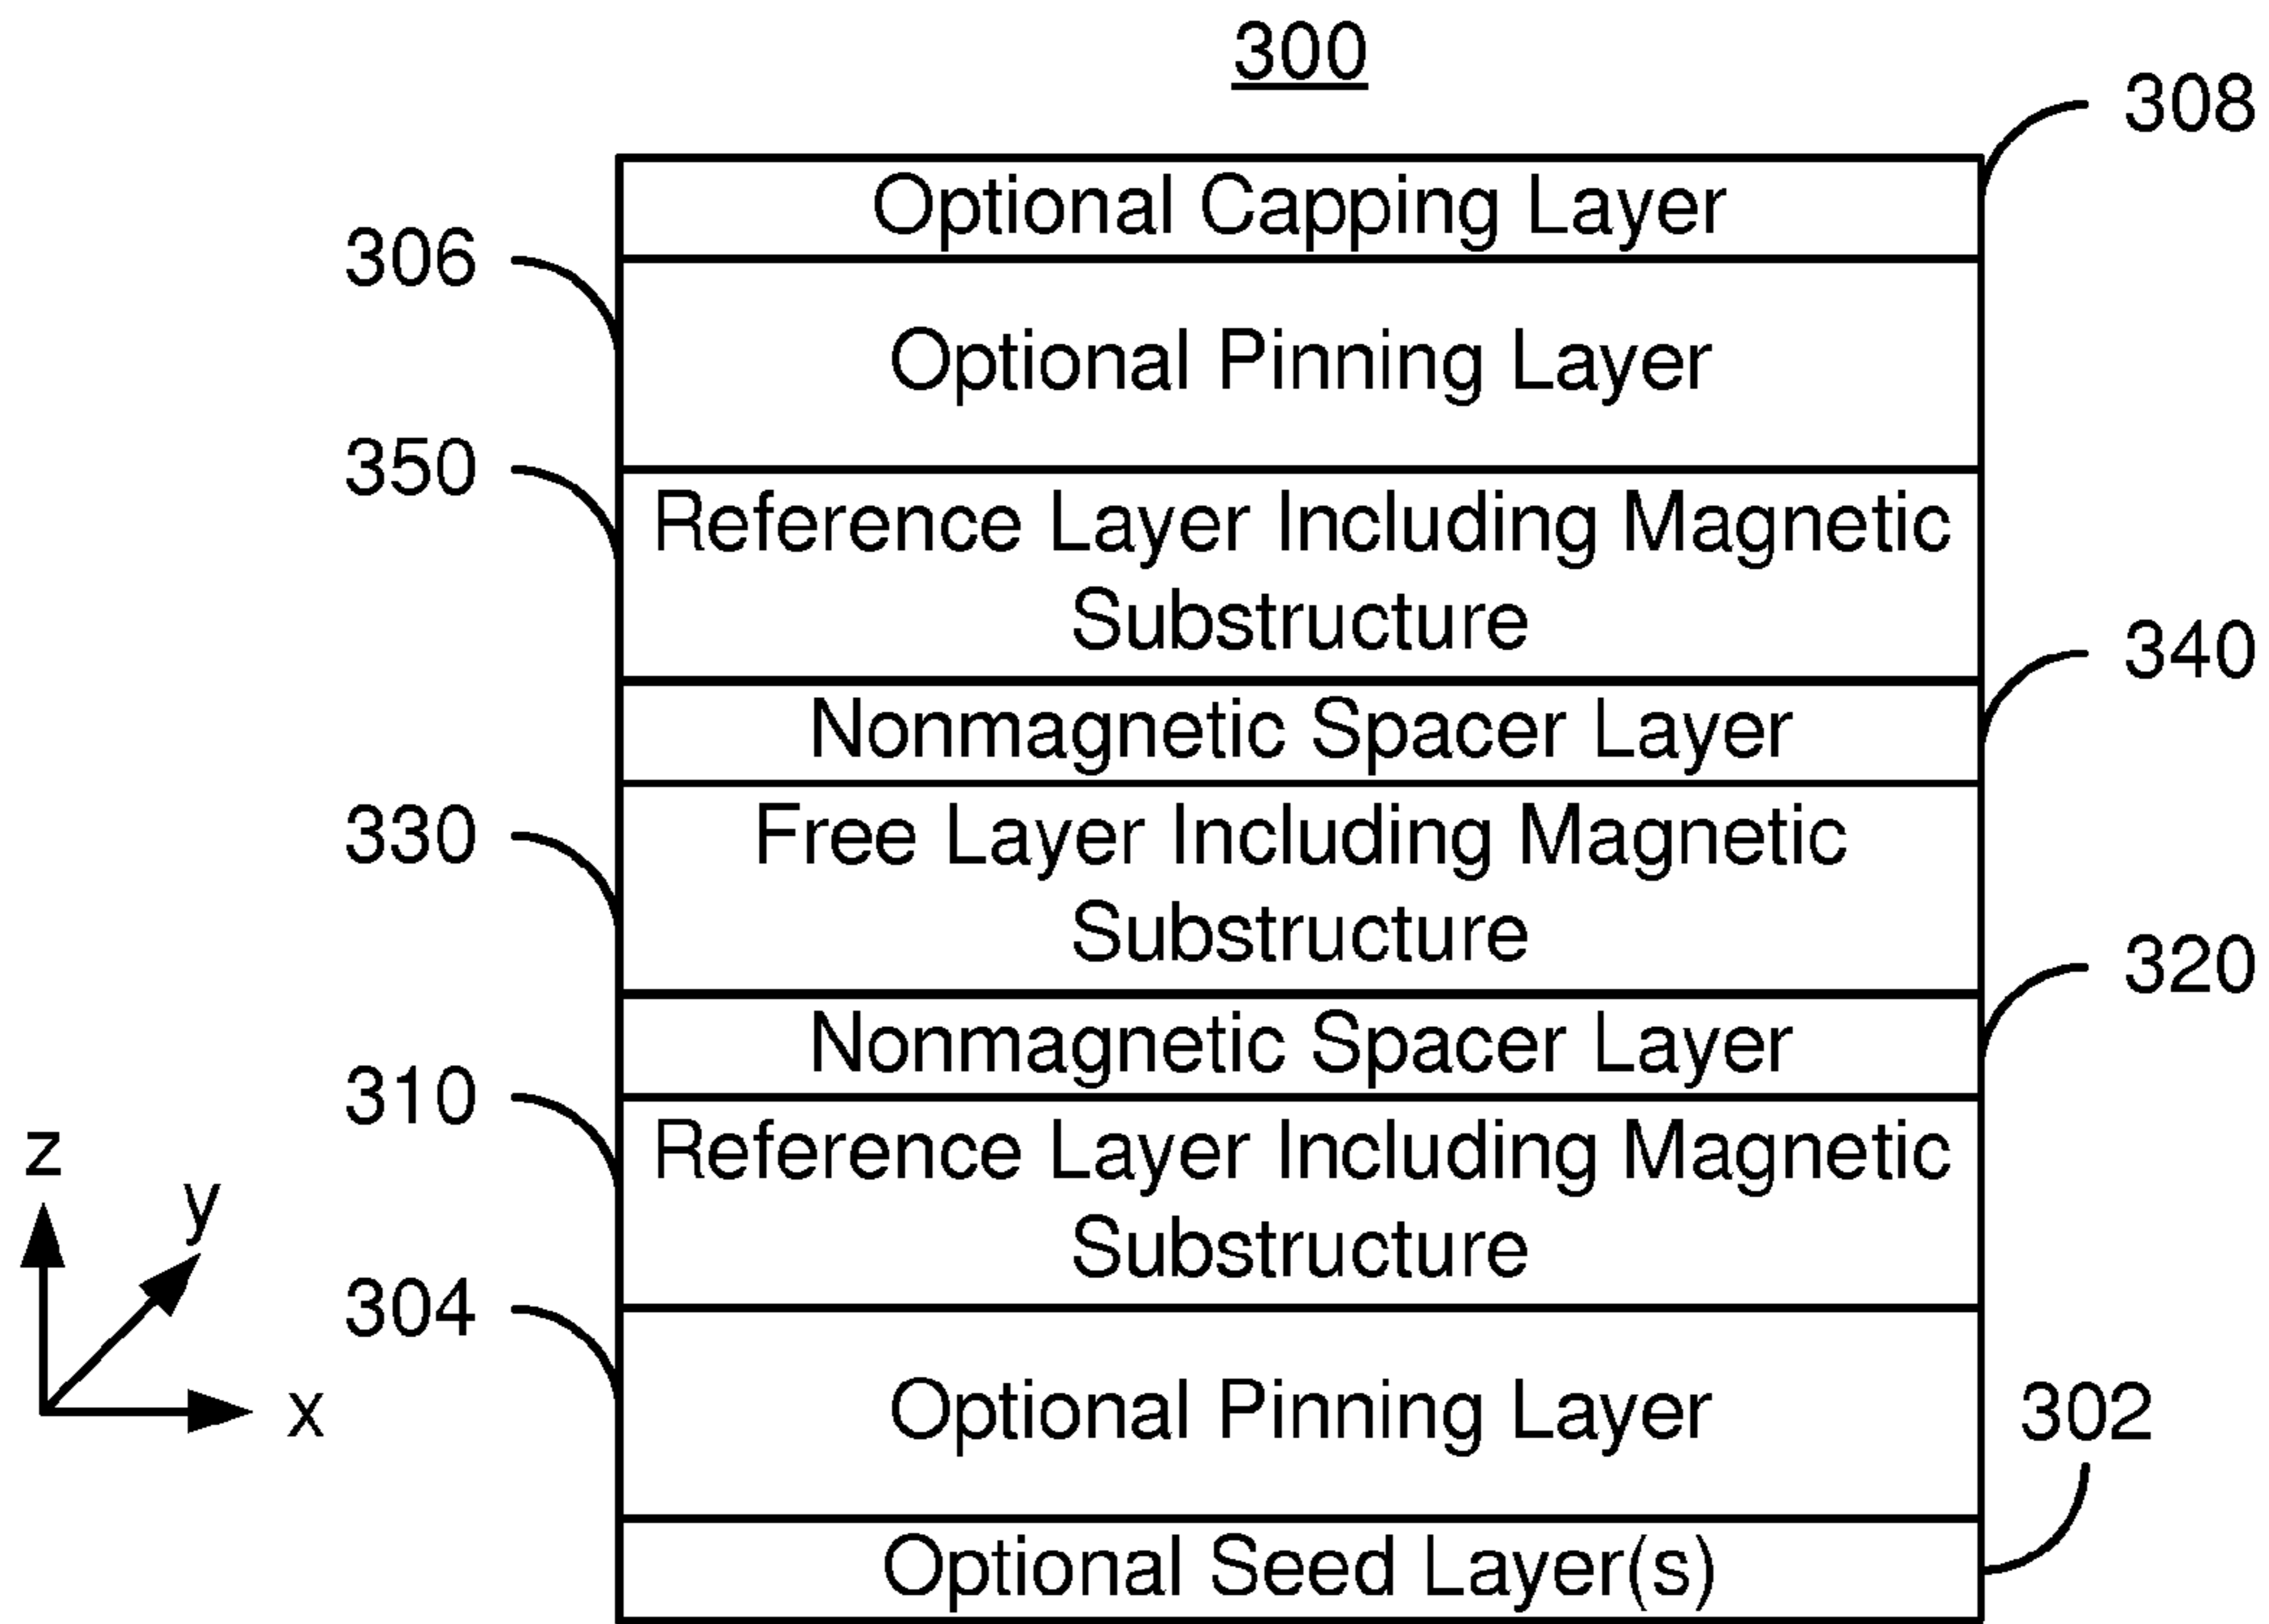 300
308
Optional Capping Layer
306
Optional Pinning Layer
350
Reference Layer Including Magnetic
Substructure
340
Nonmagnetic Spacer Layer
330
Free Layer Including Magnetic
Substructure
320
Nonmagnetic Spacer Layer
310
Reference Layer Including Magnetic
Substructure
z
y
x
304
Optional Pinning Layer
302
Optional Seed Layer(s)